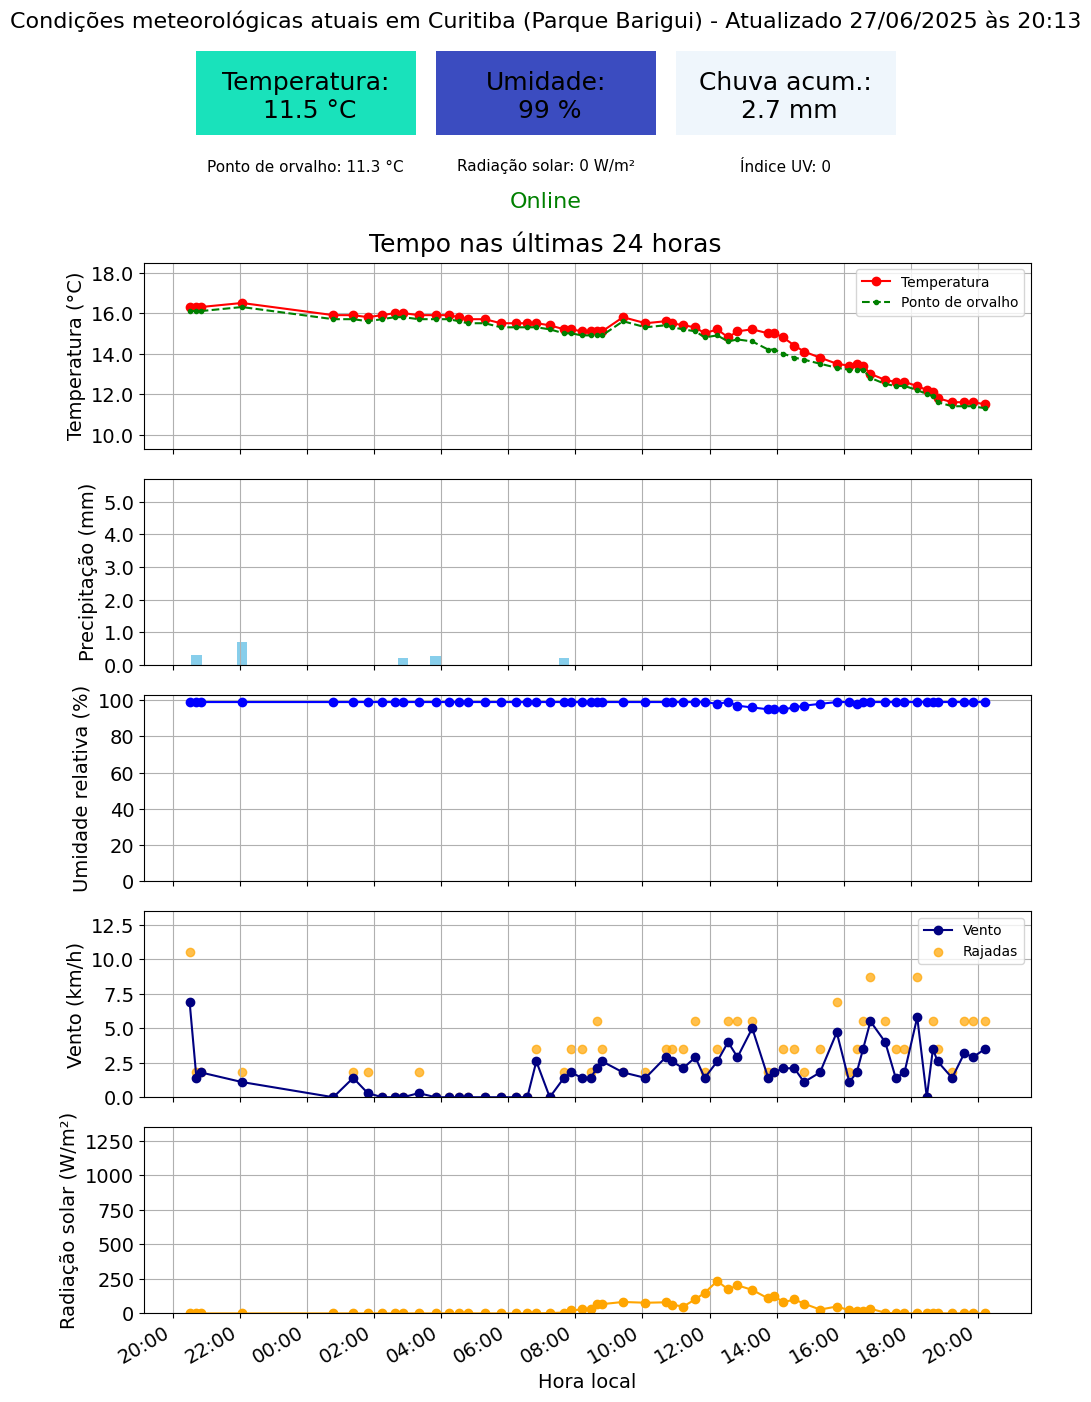 Condições meteorológicas atuais em Curitiba (Parque Barigui) - Atualizado 27/06/2025 às 20:13
Temperatura:
11.5 °C
Umidade:
99 %
Chuva acum.:
2.7 mm
Ponto de orvalho: 11.3 °C
Radiação solar: 0 W/m²
Índice UV: 0
Online
Tempo nas últimas 24 horas
Temperatura (°C)
18.0
16.0
14.0
12.0
10.0
Temperatura
Ponto de orvalho
Precipitação (mm)
5.0
4.0
3.0
2.0
1.0
0.0
Umidade relativa (%)
100
80
60
40
20
0
Vento (km/h)
12.5
10.0
7.5
5.0
2.5
0.0
Vento
Rajadas
Radiação solar (W/m²)
1250
1000
750
500
250
0
20:00
22:00
00:00
02:00
04:00
06:00
08:00
10:00
12:00
14:00
16:00
18:00
20:00
Hora local